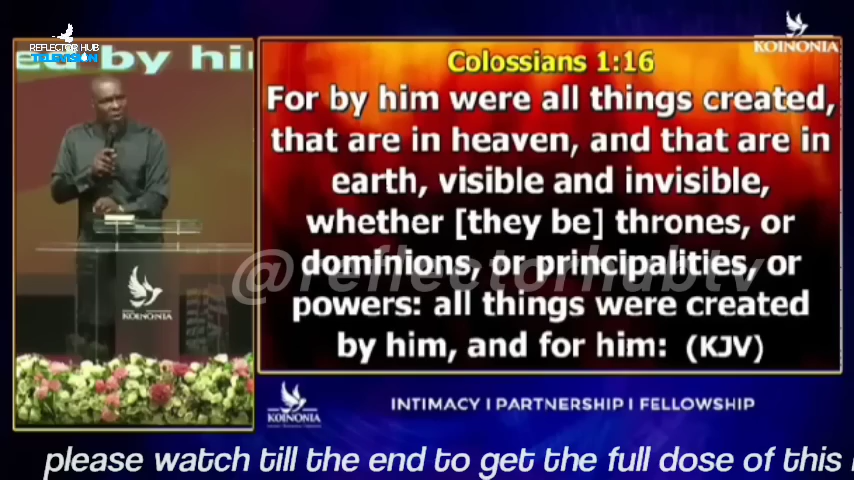 REFLECTOR HUB
TELEVISION
KOINONIA
ed by hi
Colossians 1:16
For by him were all things created,
that are in heaven, and that are in
earth, visible and invisible,
whether [they be] thrones, or
dominions, or principalities, or
powers: all things were created
by him, and for him: (KJV)
@reflectorhubtv
KOINONIA
KOINONIA
INTIMACY | PARTNERSHIP | FELLOWSHIP
please watch till the end to get the full dose of this